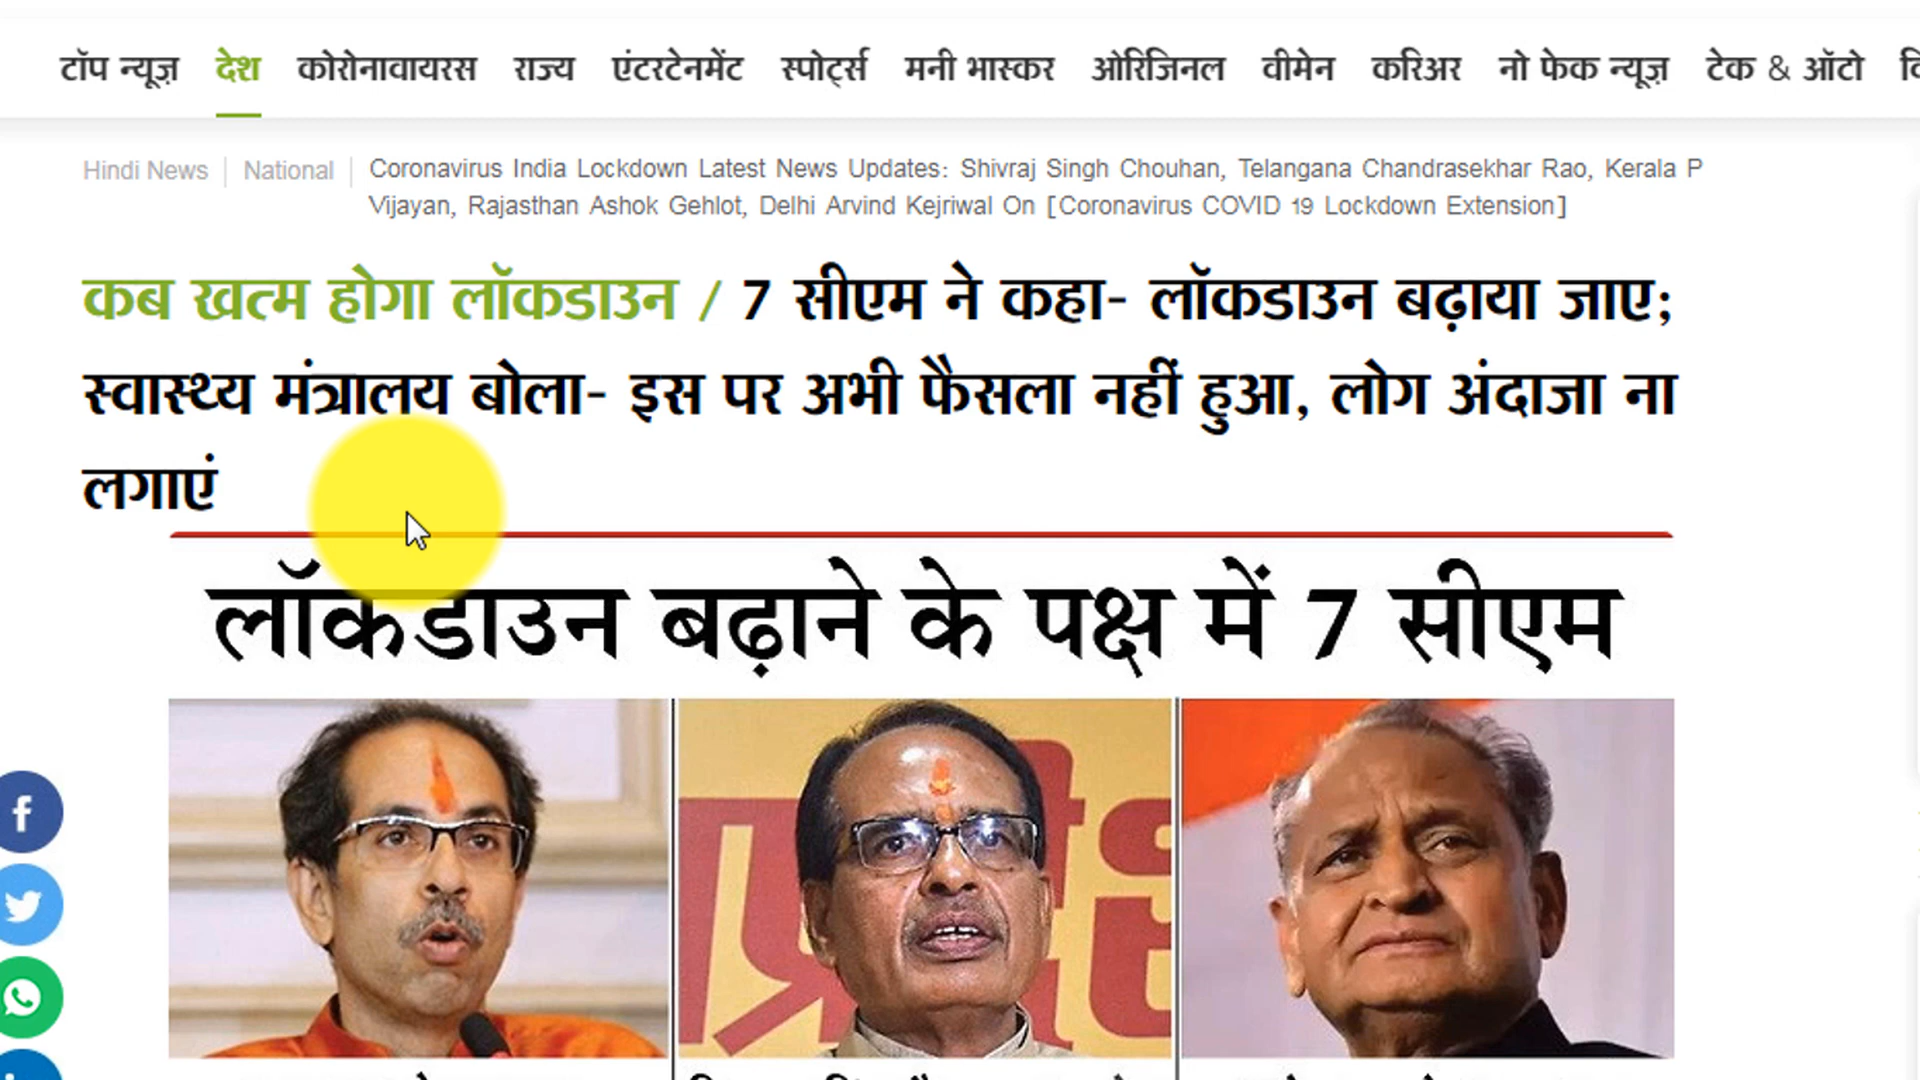 टॉप न्यूज़ देश कोरोनावायरस राज्य एंटरटेनमेंट स्पोर्ट्स मनी भास्कर ओरिजिनल वीमेन करिअर नो फेक न्यूज़ टेक & ऑटो
Hindi News | National | Coronavirus India Lockdown Latest News Updates: Shivraj Singh Chouhan, Telangana Chandrasekhar Rao, Kerala P
Vijayan, Rajasthan Ashok Gehlot, Delhi Arvind Kejriwal On [Coronavirus COVID 19 Lockdown Extension]
कब खत्म होगा लॉकडाउन / 7 सीएम ने कहा- लॉकडाउन बढ़ाया जाए;
स्वास्थ्य मंत्रालय बोला- इस पर अभी फैसला नहीं हुआ, लोग अंदाजा ना
लगाएं
लॉकडाउन बढ़ाने के पक्ष में 7 सीएम